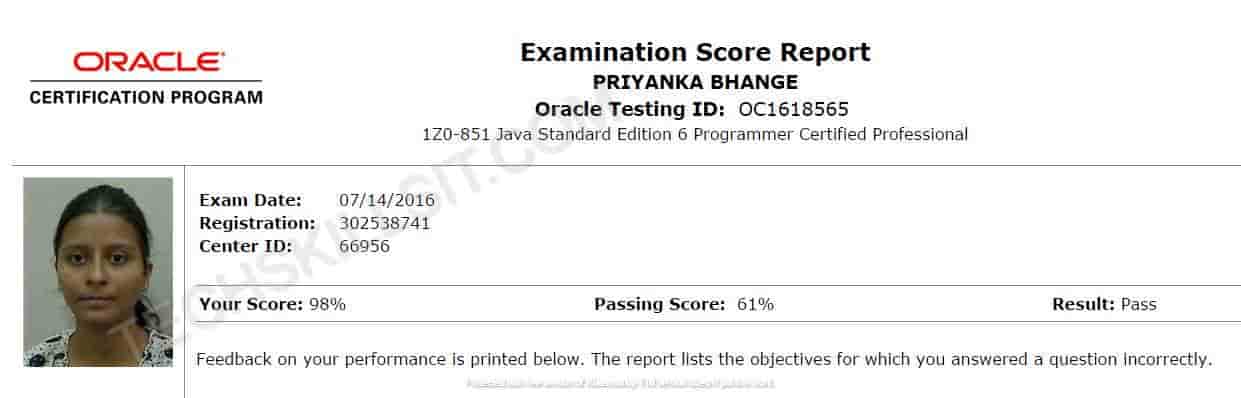 ORACLE
CERTIFICATION PROGRAM
Examination Score Report
PRIYANKA BHANGE
Oracle Testing ID: OC1618565
1Z0-851 Java Standard Edition 6 Programmer Certified Professional
Exam Date: 07/14/2016
Registration: 302538741
Center ID: 66956
Your Score: 98% Passing Score: 61% Result: Pass
Feedback on your performance is printed below. The report lists the objectives for which you answered a question incorrectly.
TECHSKILLSIT.COM